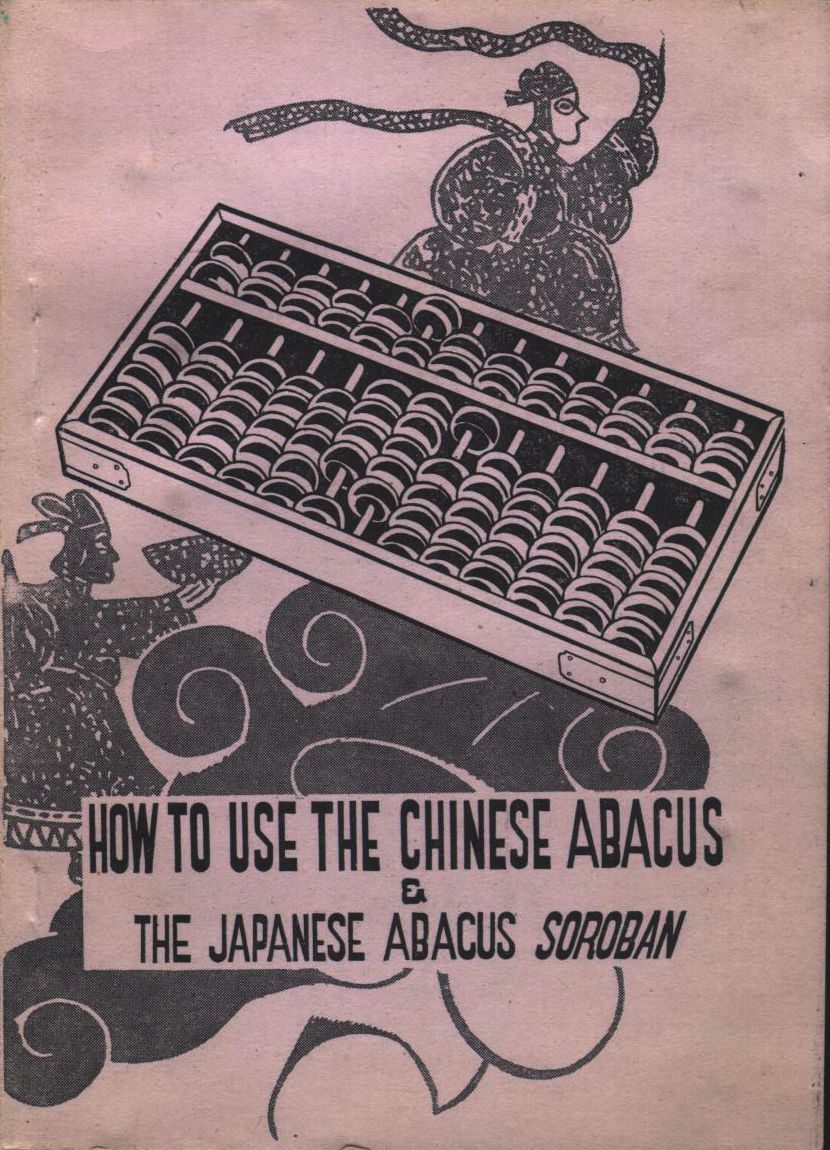 HOW TO USE THE CHINESE ABACUS
&
THE JAPANESE ABACUS SOROBAN